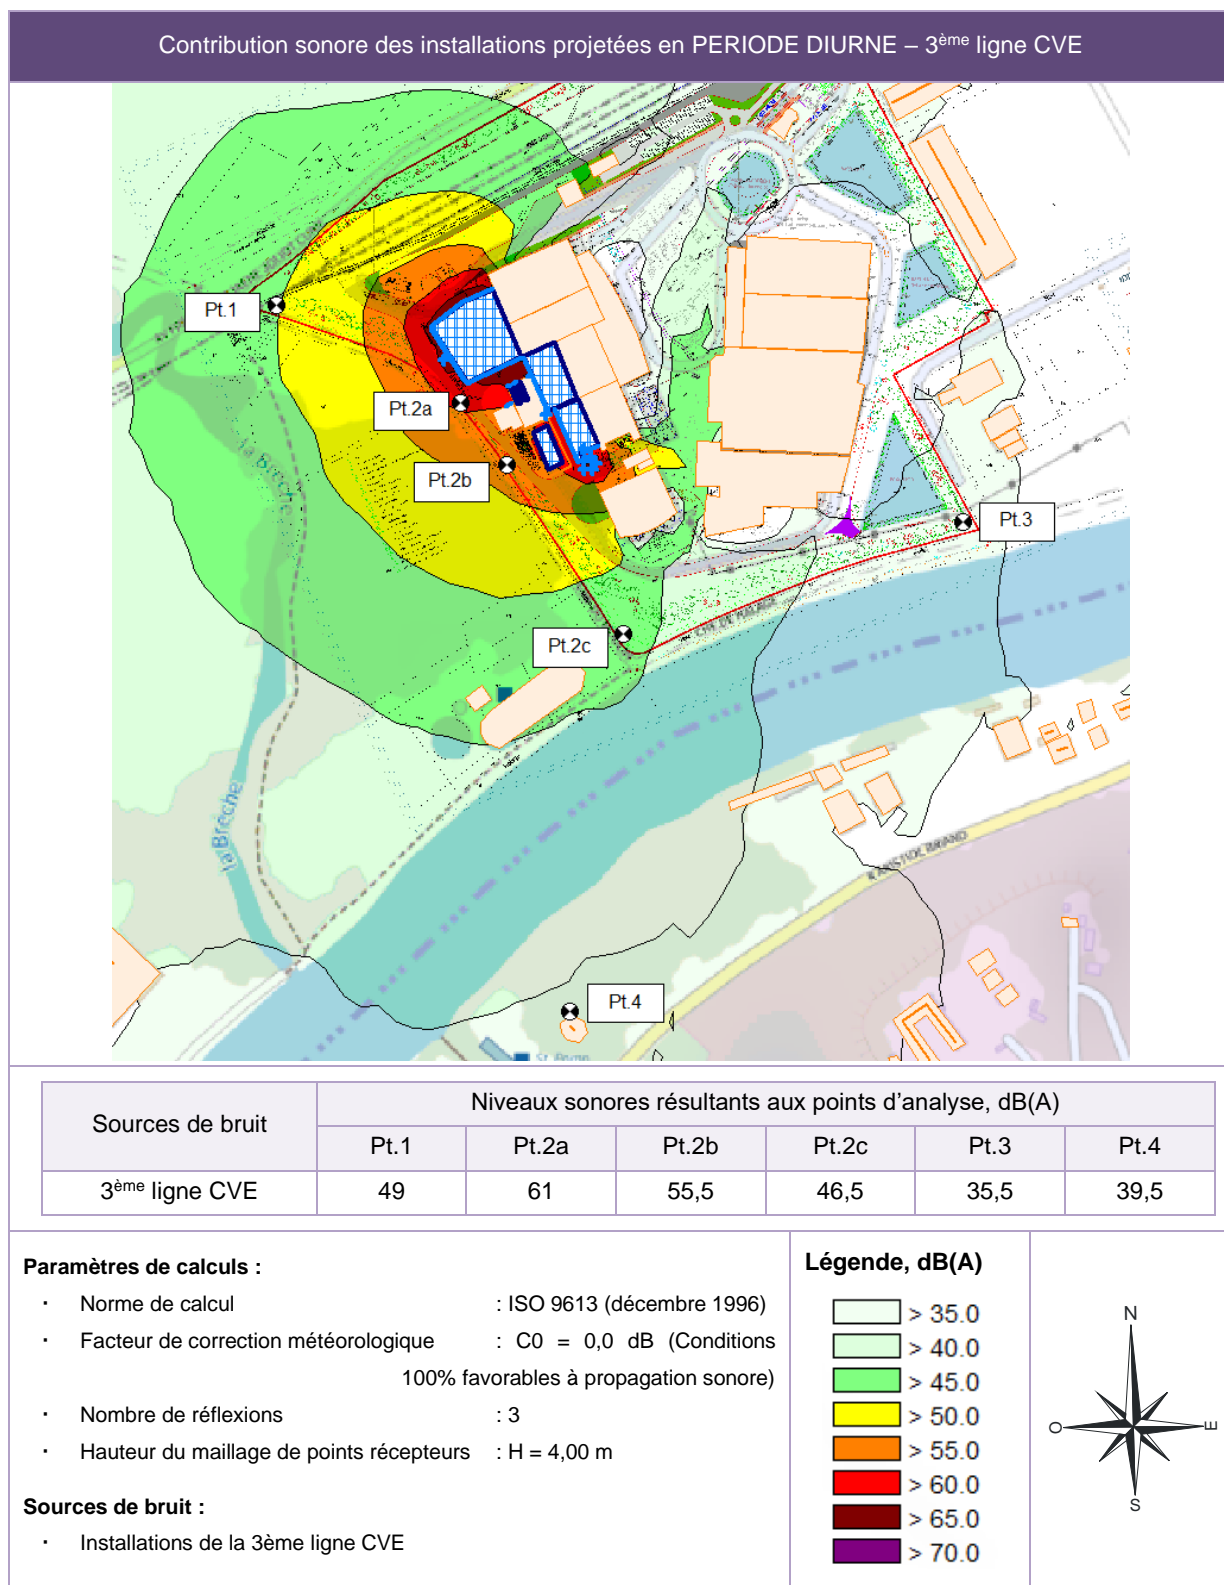 Contribution sonore des installations projetées en PERIODE DIURNE – 3ème ligne CVE
Pt.1
Pt.2a
Pt.2b
Pt.3
Pt.2c
la Brèche
la Brèche
Pt.4
Sources de bruit
Niveaux sonores résultants aux points d'analyse, dB(A)
Pt.1 Pt.2a Pt.2b Pt.2c Pt.3 Pt.4
3ème ligne CVE 49 61 55,5 46,5 35,5 39,5
Paramètres de calculs :
· Norme de calcul : ISO 9613 (décembre 1996)
· Facteur de correction météorologique : C0 = 0,0 dB (Conditions
100% favorables à propagation sonore)
· Nombre de réflexions : 3
· Hauteur du maillage de points récepteurs : H = 4,00 m
Sources de bruit :
· Installations de la 3ème ligne CVE
Légende, dB(A)
> 35.0
> 40.0
> 45.0
> 50.0
> 55.0
> 60.0
> 65.0
> 70.0
N
O
E
S